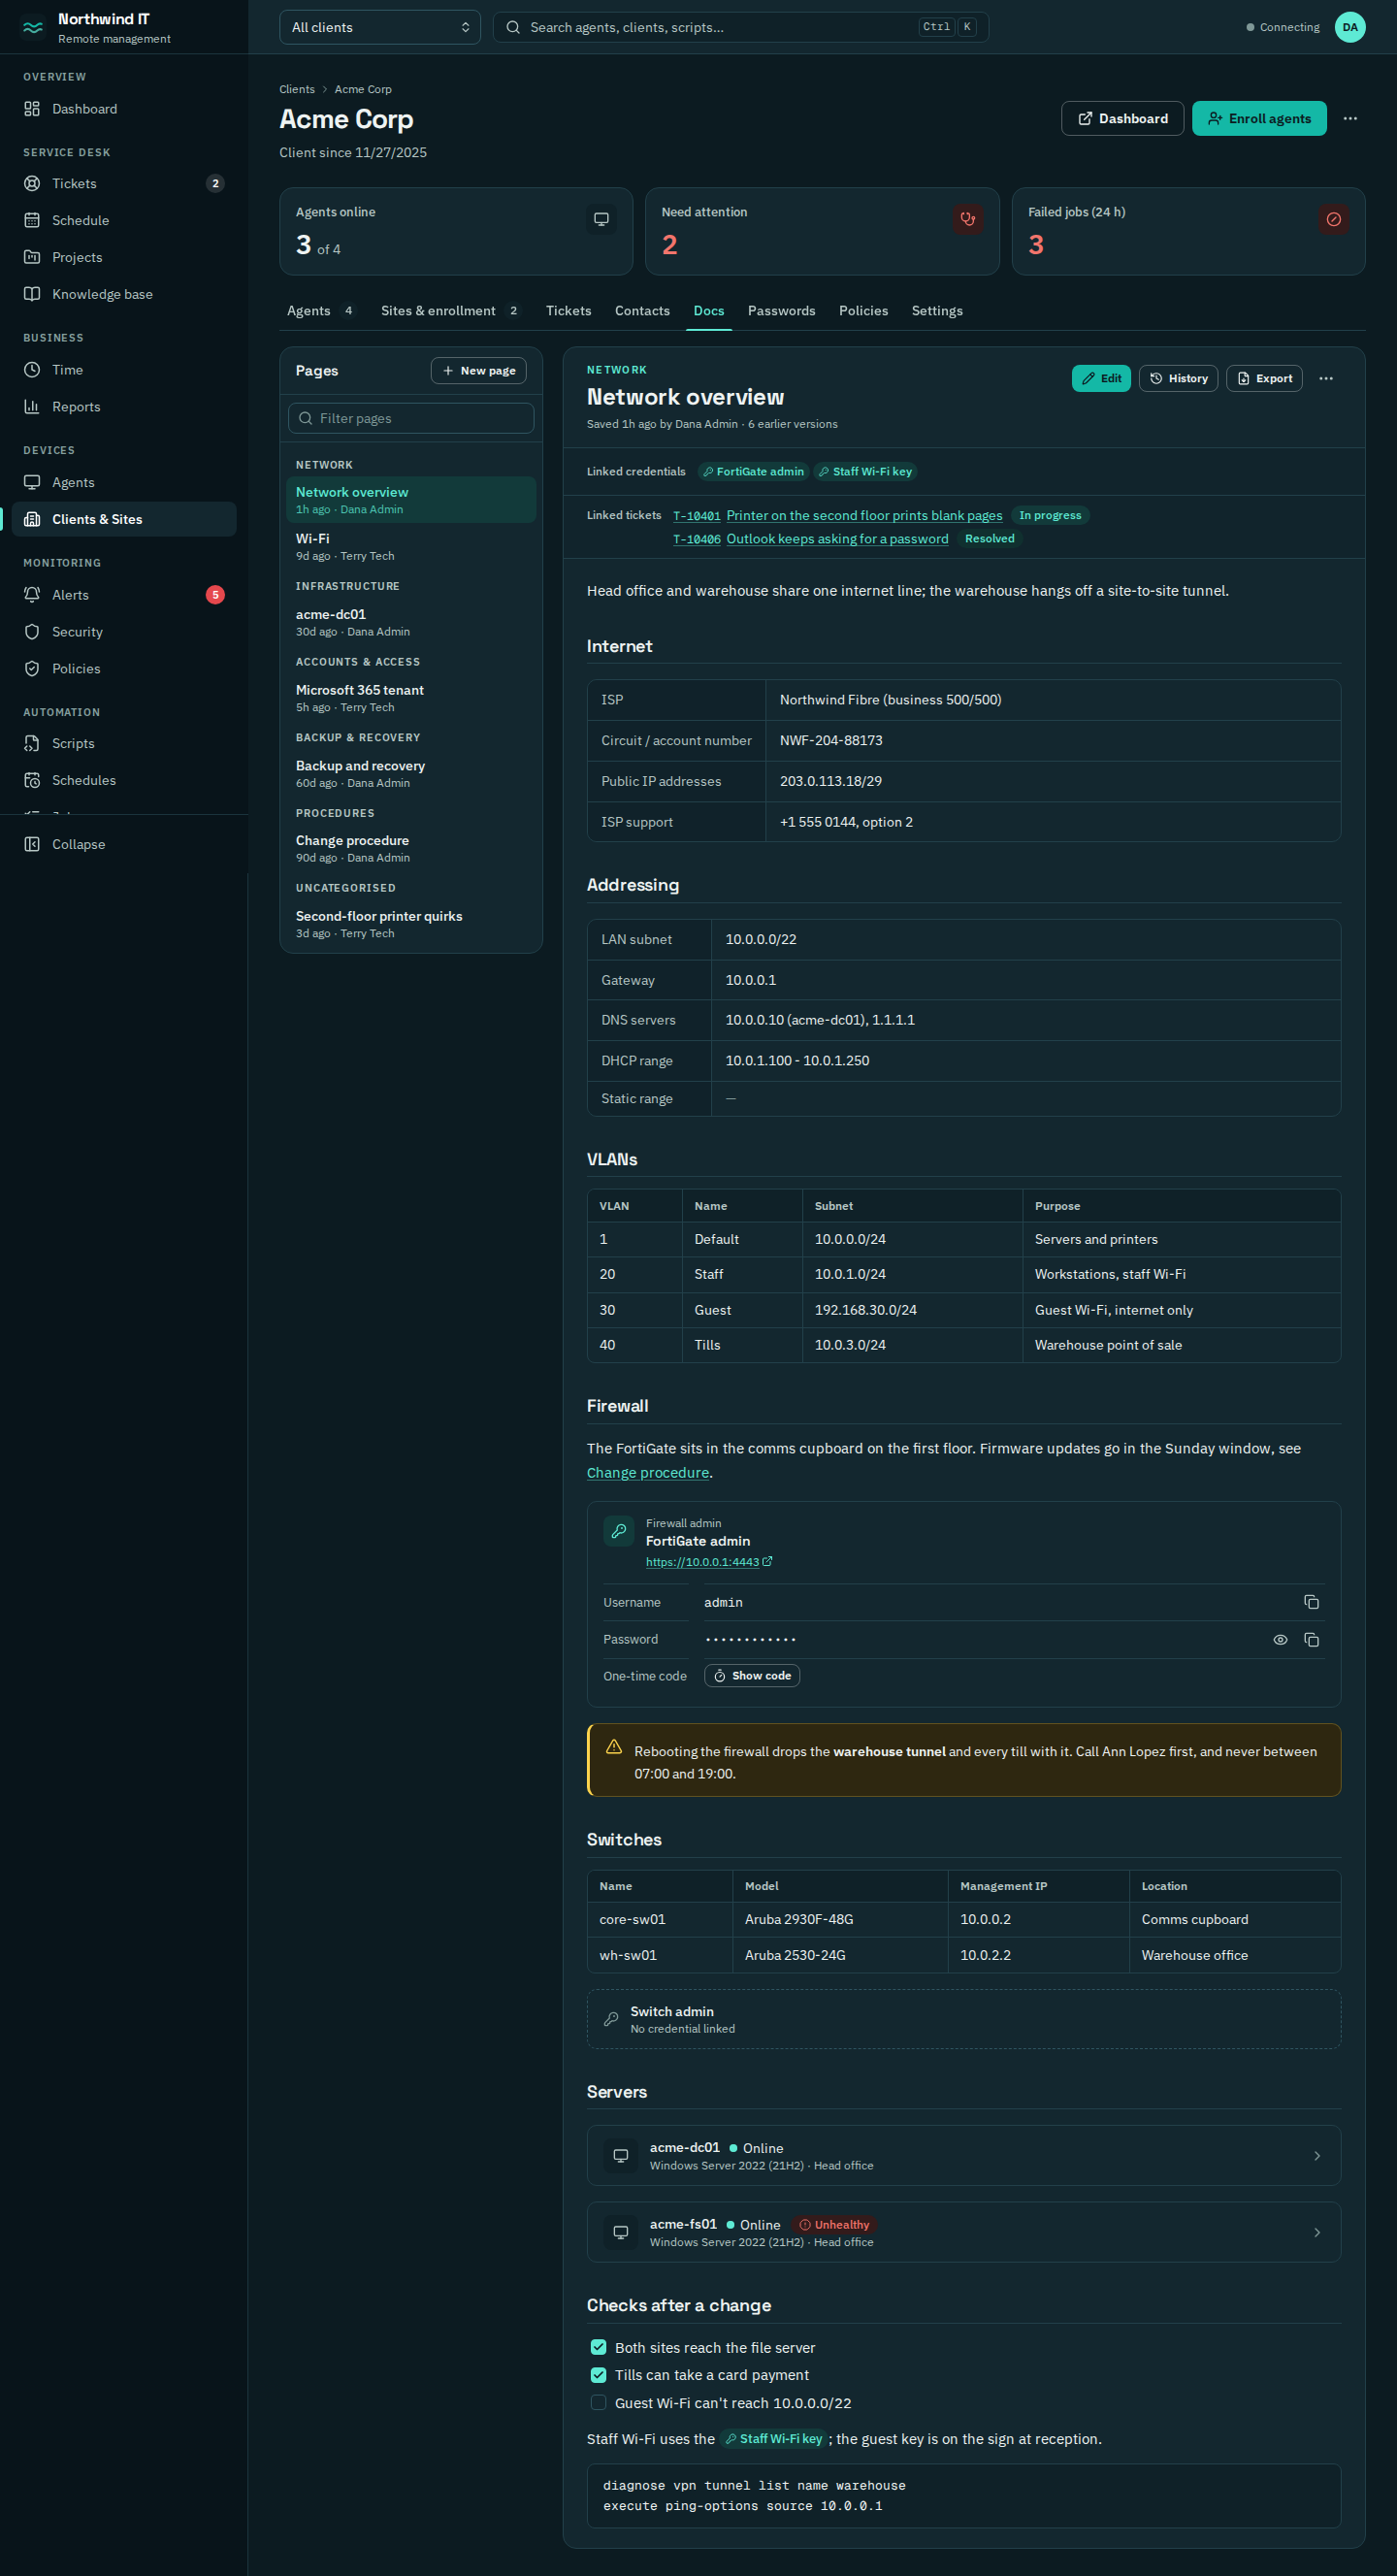 Northwind IT
Remote management
All clients
Search agents, clients, scripts...
Ctrl K
Connecting
DA
OVERVIEW
Dashboard
SERVICE DESK
Tickets 2
Schedule
Projects
Knowledge base
BUSINESS
Time
Reports
DEVICES
Agents
Clients & Sites
MONITORING
Alerts 5
Security
Policies
AUTOMATION
Scripts
Schedules
Collapse
Clients > Acme Corp
Acme Corp
Client since 11/27/2025
Dashboard
Enroll agents
Agents online
3 of 4
Need attention
2
Failed jobs (24 h)
3
Agents 4 Sites & enrollment 2 Tickets Contacts Docs Passwords Policies Settings
Pages
New page
Filter pages
NETWORK
Network overview
1h ago · Dana Admin
Wi-Fi
9d ago · Terry Tech
INFRASTRUCTURE
acme-dc01
30d ago · Dana Admin
ACCOUNTS & ACCESS
Microsoft 365 tenant
5h ago · Terry Tech
BACKUP & RECOVERY
Backup and recovery
60d ago · Dana Admin
PROCEDURES
Change procedure
90d ago · Dana Admin
UNCATEGORISED
Second-floor printer quirks
3d ago · Terry Tech
NETWORK
Network overview
Saved 1h ago by Dana Admin · 6 earlier versions
Edit
History
Export
Linked credentials FortiGate admin Staff Wi-Fi key
Linked tickets T-10401 Printer on the second floor prints blank pages In progress
T-10406 Outlook keeps asking for a password Resolved
Head office and warehouse share one internet line; the warehouse hangs off a site-to-site tunnel.
Internet
ISP Northwind Fibre (business 500/500)
Circuit / account number NWF-204-88173
Public IP addresses 203.0.113.18/29
ISP support +1 555 0144, option 2
Addressing
LAN subnet 10.0.0.0/22
Gateway 10.0.0.1
DNS servers 10.0.0.10 (acme-dc01), 1.1.1.1
DHCP range 10.0.1.100 - 10.0.1.250
Static range —
VLANs
VLAN Name Subnet Purpose
1 Default 10.0.0.0/24 Servers and printers
20 Staff 10.0.1.0/24 Workstations, staff Wi-Fi
30 Guest 192.168.30.0/24 Guest Wi-Fi, internet only
40 Tills 10.0.3.0/24 Warehouse point of sale
Firewall
The FortiGate sits in the comms cupboard on the first floor. Firmware updates go in the Sunday window, see
Change procedure.
Firewall admin
FortiGate admin
https://10.0.0.1:4443
Username admin
Password ••••••••••••
One-time code Show code
Rebooting the firewall drops the warehouse tunnel and every till with it. Call Ann Lopez first, and never between
07:00 and 19:00.
Switches
Name Model Management IP Location
core-sw01 Aruba 2930F-48G 10.0.0.2 Comms cupboard
wh-sw01 Aruba 2530-24G 10.0.2.2 Warehouse office
Switch admin
No credential linked
Servers
acme-dc01 Online
Windows Server 2022 (21H2) · Head office
acme-fs01 Online Unhealthy
Windows Server 2022 (21H2) · Head office
Checks after a change
Both sites reach the file server
Tills can take a card payment
Guest Wi-Fi can't reach 10.0.0.0/22
Staff Wi-Fi uses the Staff Wi-Fi key; the guest key is on the sign at reception.
diagnose vpn tunnel list name warehouse
execute ping-options source 10.0.0.1